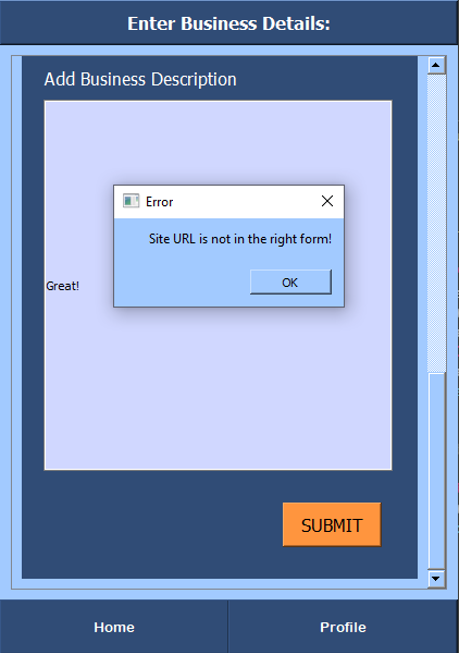 Enter Business Details:
Add Business Description
Error
Site URL is not in the right form!
OK
Great!
SUBMIT
Home
Profile